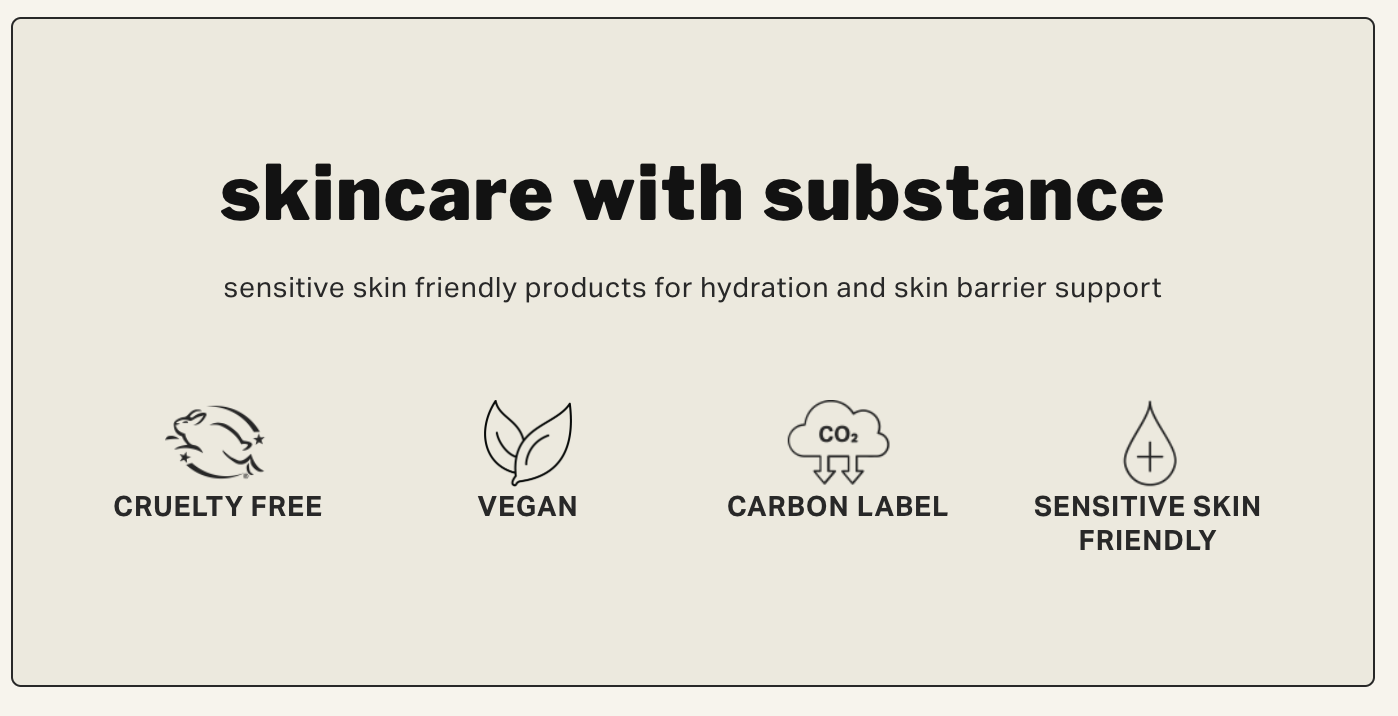 skincare with substance
sensitive skin friendly products for hydration and skin barrier support
CO₂
CRUELTY FREE
VEGAN
CARBON LABEL
SENSITIVE SKIN
FRIENDLY